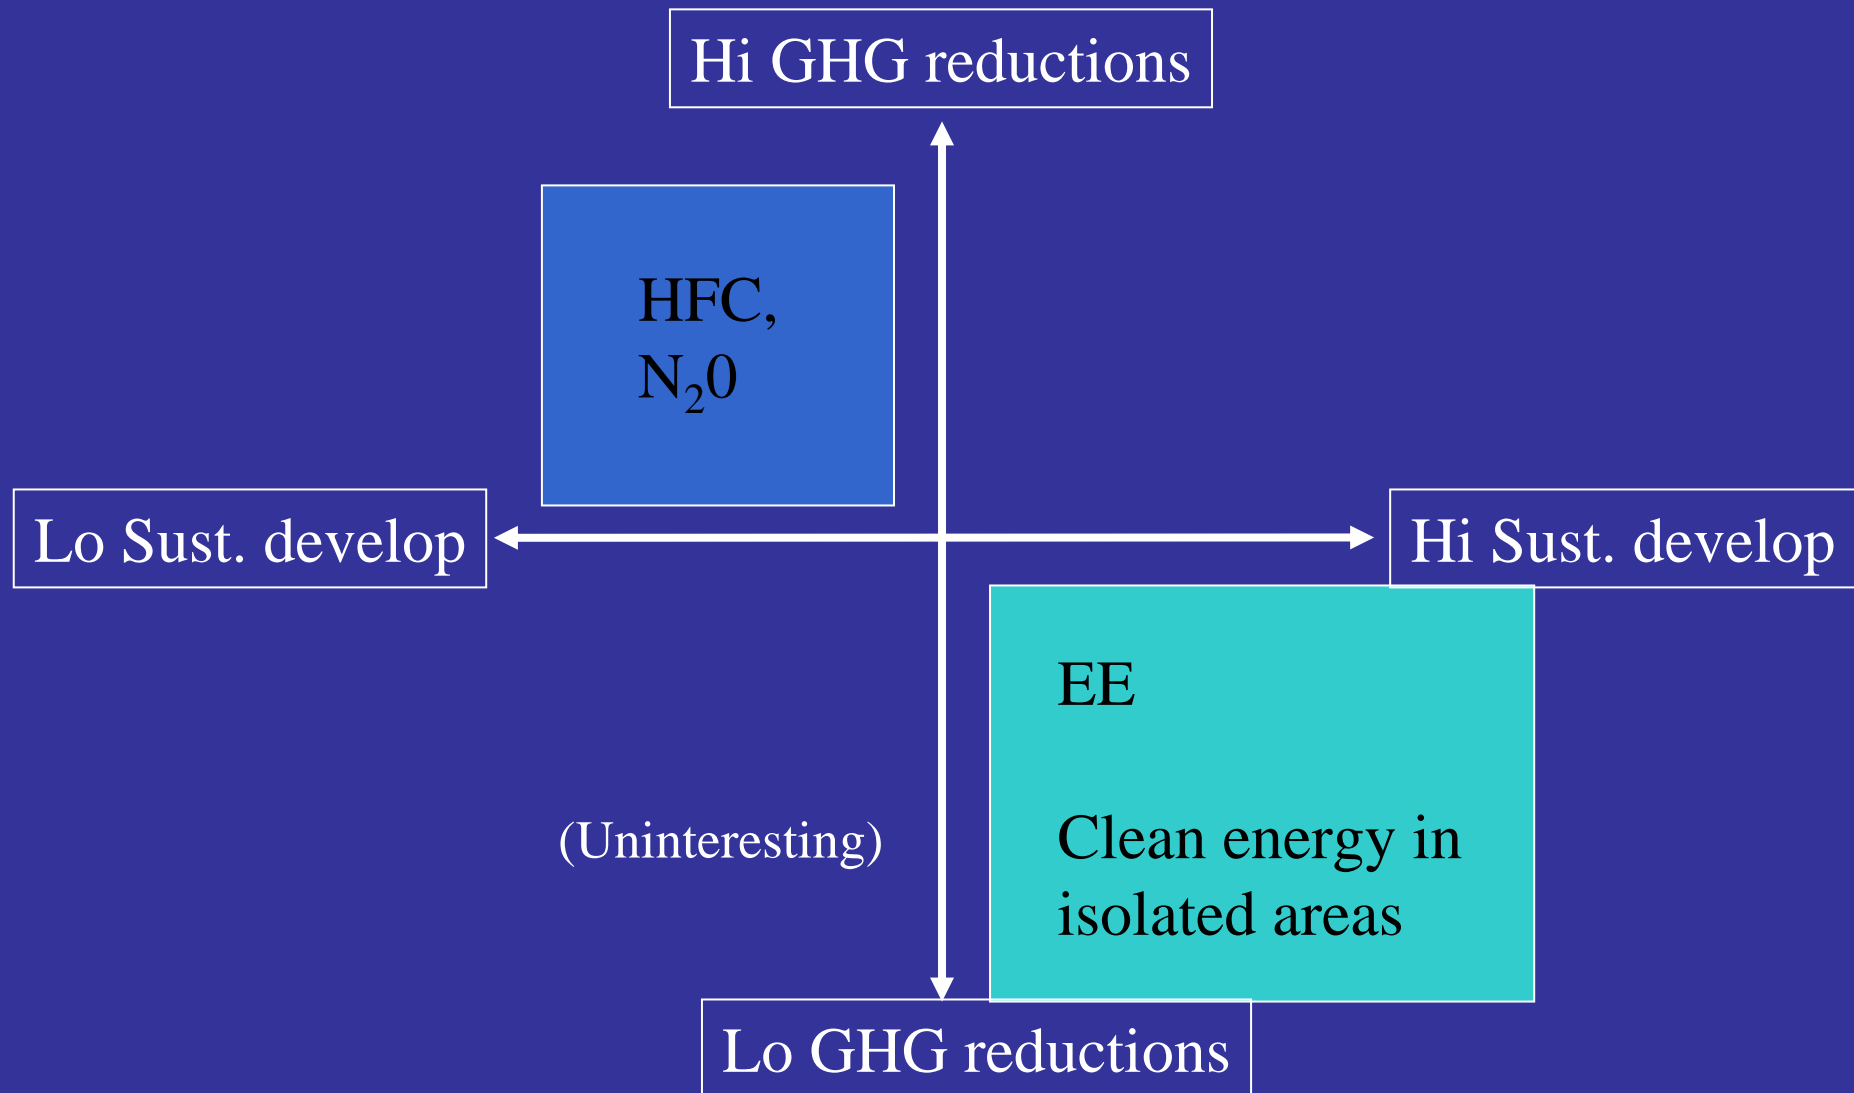 Hi GHG reductions
HFC,
N₂0
Lo Sust. develop
Hi Sust. develop
EE
Clean energy in
isolated areas
(Uninteresting)
Lo GHG reductions